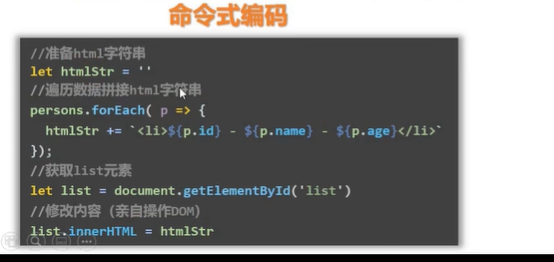 命令式编码
//准备html字符串
let htmlStr = ''
//遍历数据拼接html字符串
persons.forEach( p => {
htmlStr += `<li>${p.id} - ${p.name} - ${p.age}</li>`
});
//获取list元素
let list = document.getElementById('list')
//修改内容（亲自操作DOM）
list.innerHTML = htmlStr